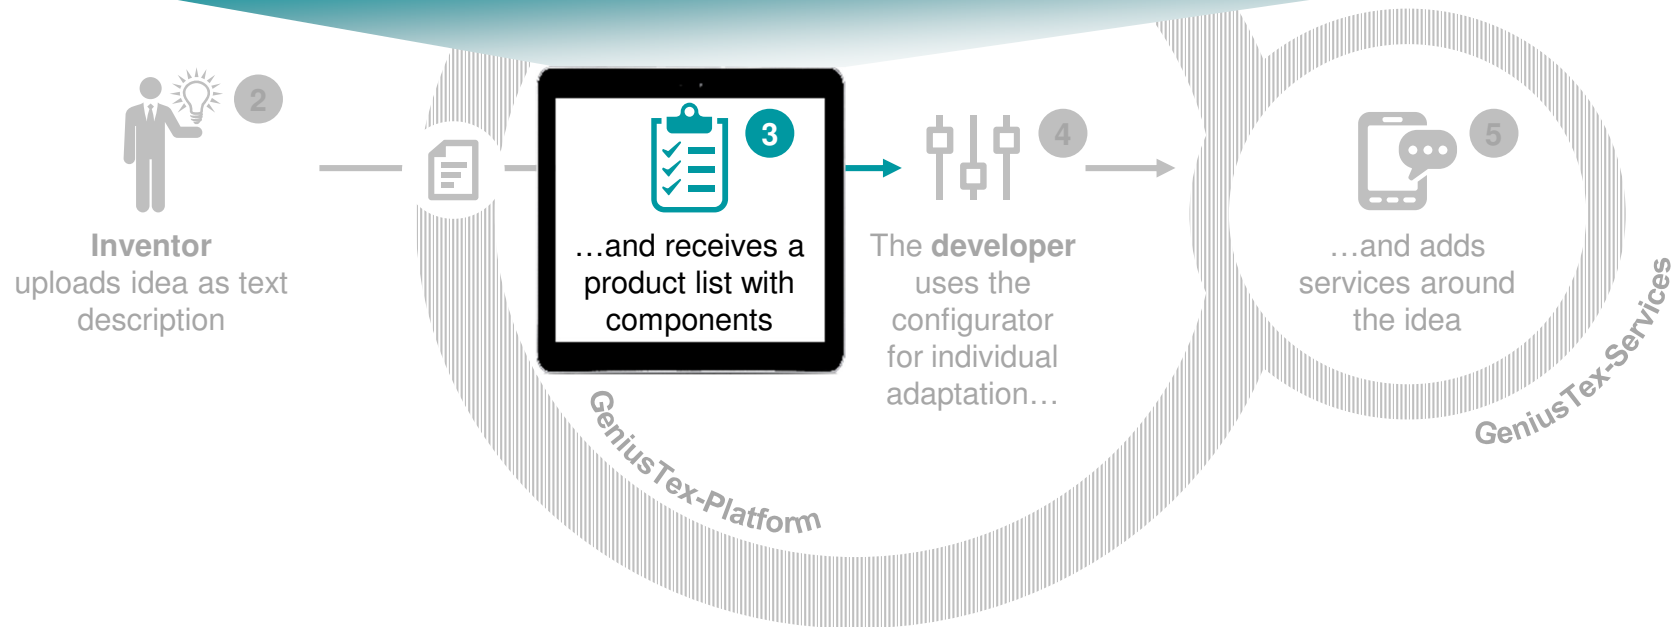 2
Inventor
uploads idea as text
description
3
…and receives a
product list with
components
4
The developer
uses the
configurator
for individual
adaptation…
5
…and adds
services around
the idea
GeniusTex-Platform
GeniusTex-Services